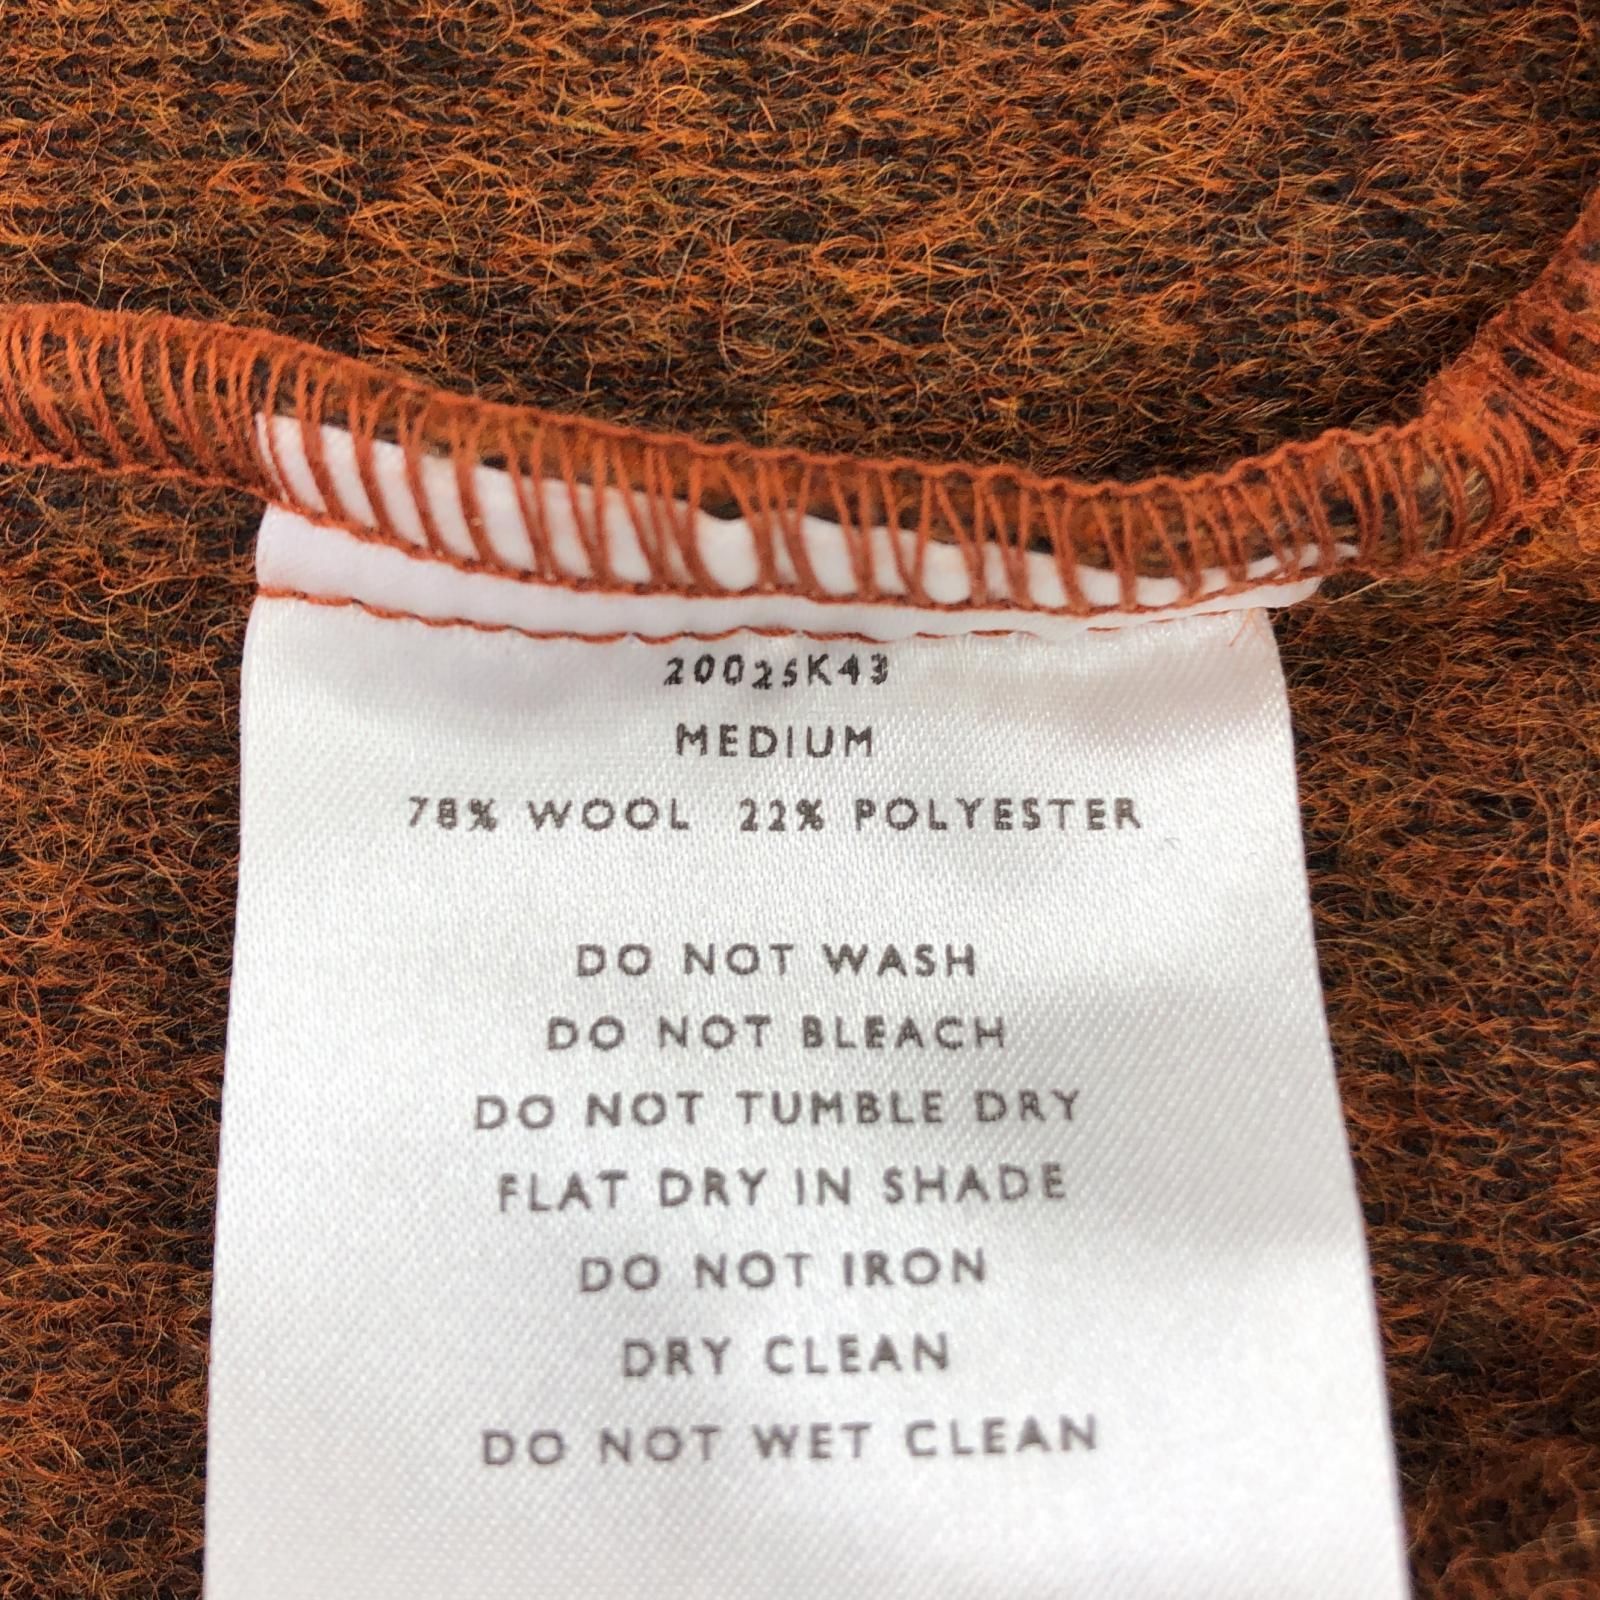 20025K43
MEDIUM
78% WOOL 22% POLYESTER
DO NOT WASH
DO NOT BLEACH
DO NOT TUMBLE DRY
FLAT DRY IN SHADE
DO NOT IRON
DRY CLEAN
DO NOT WET CLEAN